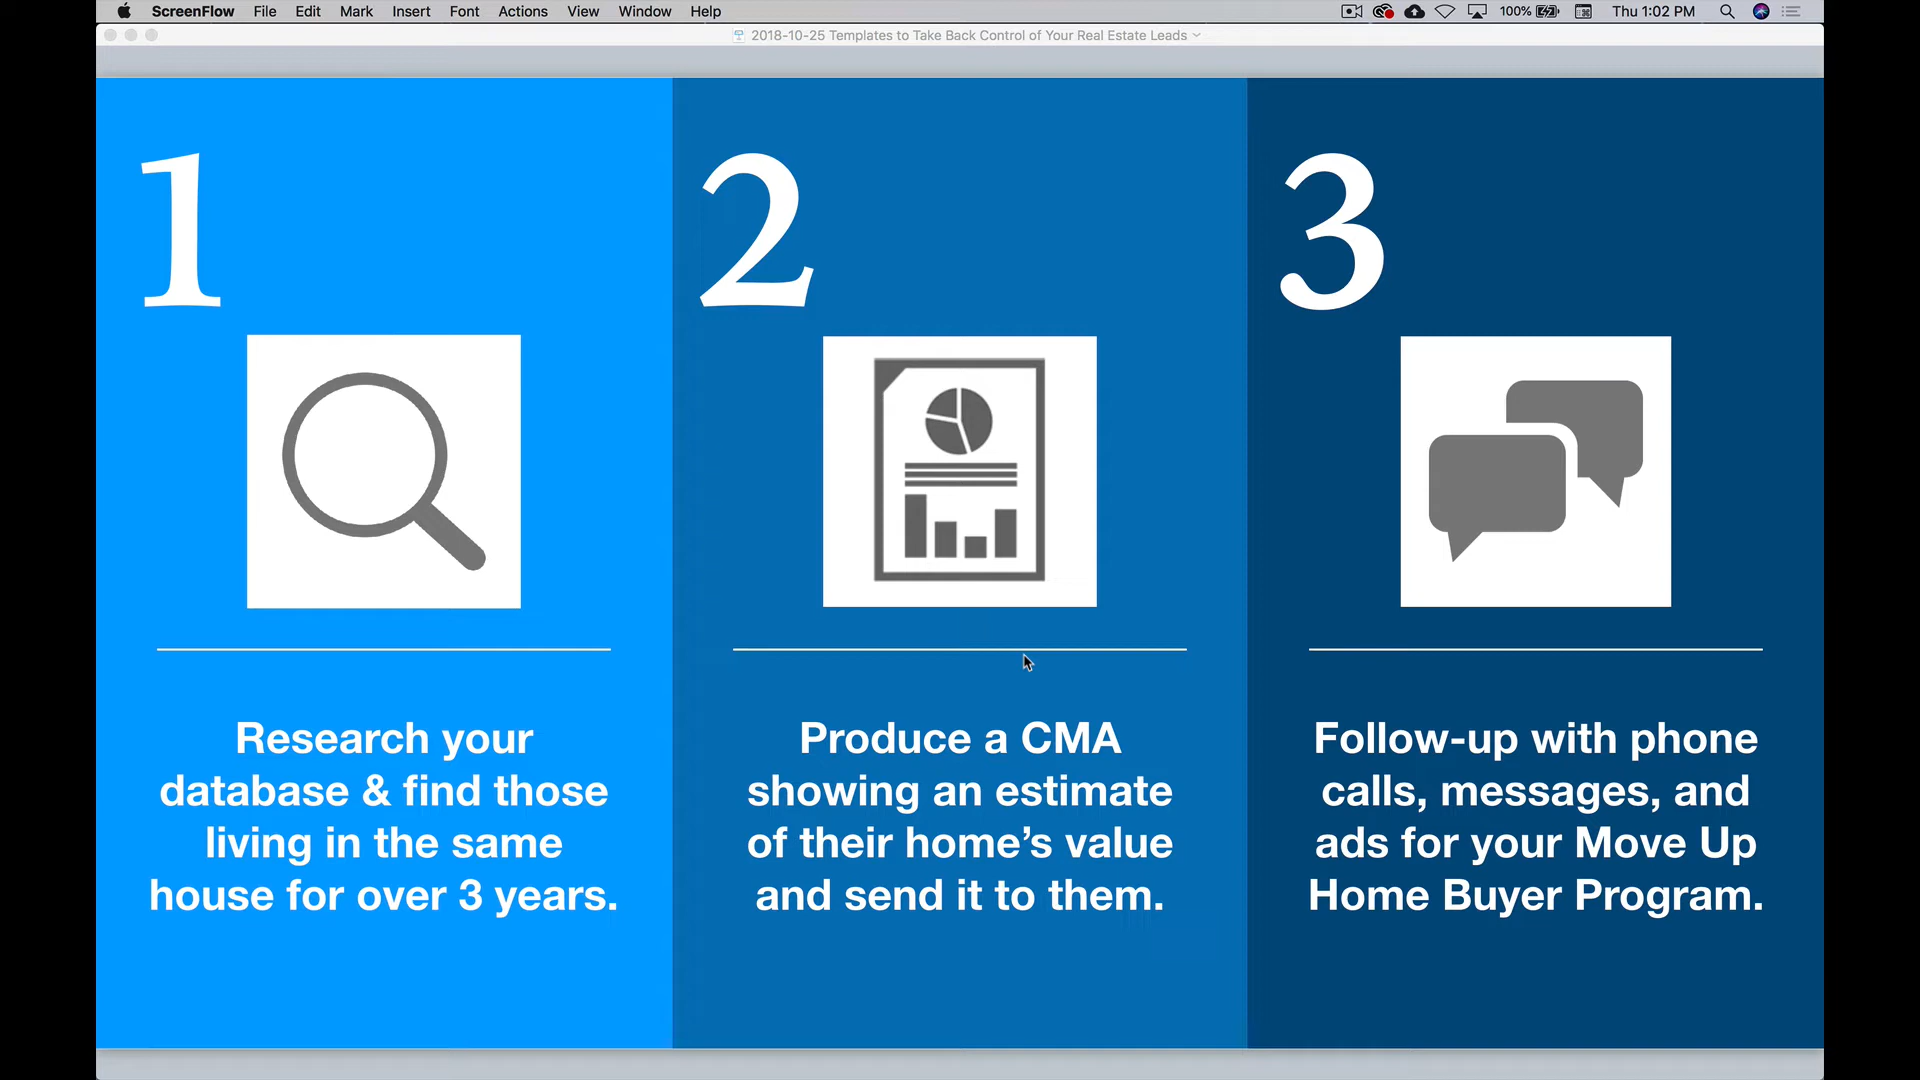 ScreenFlow File Edit Mark Insert Font Actions View Window Help 100% Thu 1:02 PM
2018-10-25 Templates to Take Back Control of Your Real Estate Leads
1
2
3
Research your
database & find those
living in the same
house for over 3 years.
Produce a CMA
showing an estimate
of their home’s value
and send it to them.
Follow-up with phone
calls, messages, and
ads for your Move Up
Home Buyer Program.